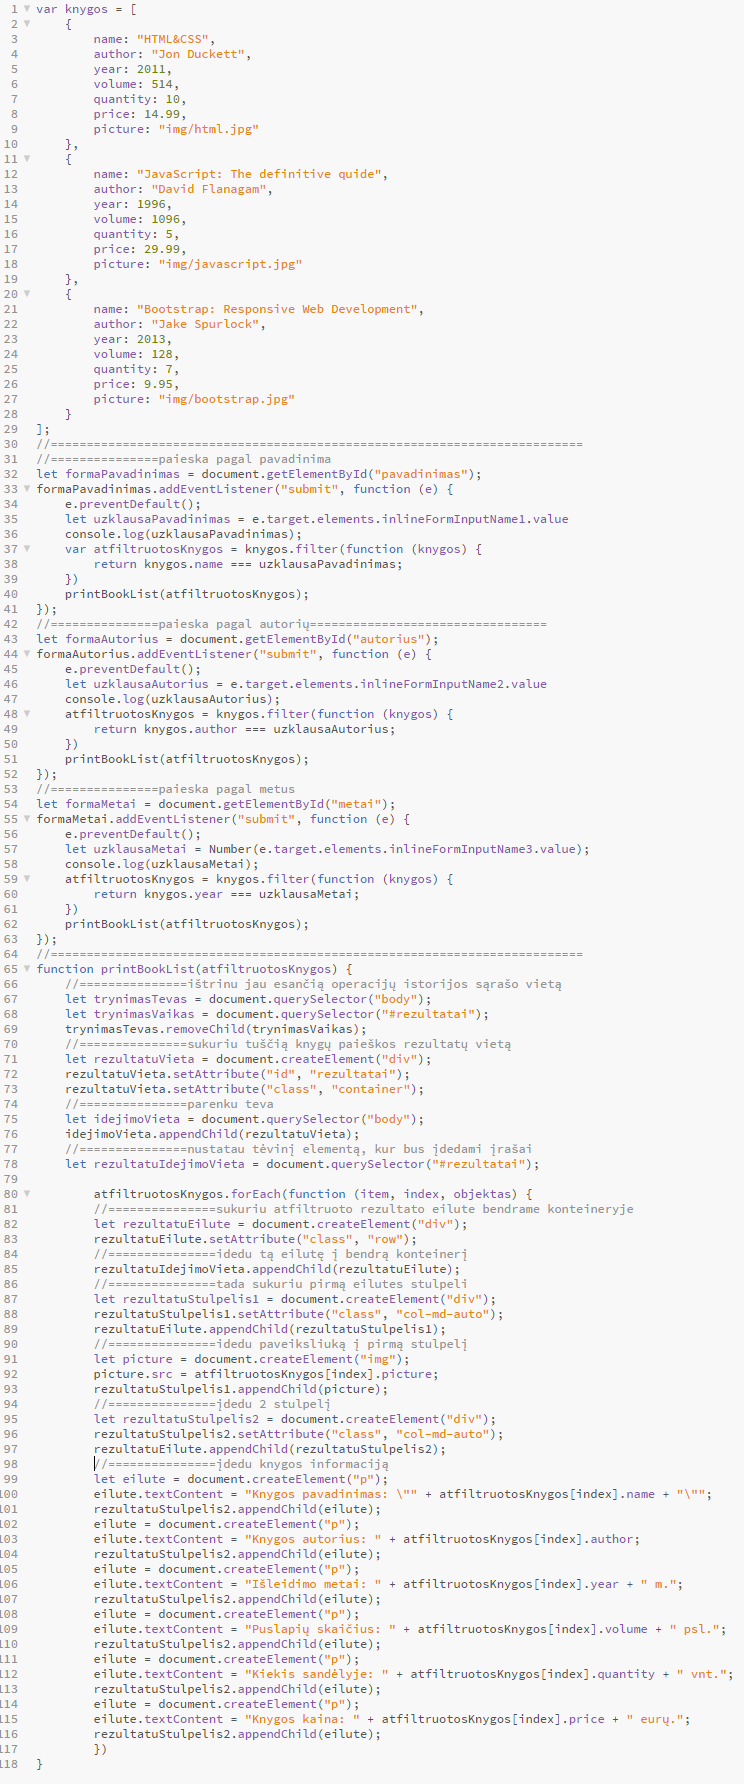 1 var knygos = [
2 {
3 name: "HTML&CSS",
4 author: "Jon Duckett",
5 year: 2011,
6 volume: 514,
7 quantity: 10,
8 price: 14.99,
9 picture: "img/html.jpg"
10 },
11 {
12 name: "JavaScript: The definitive quide",
13 author: "David Flanagam",
14 year: 1996,
15 volume: 1096,
16 quantity: 5,
17 price: 29.99,
18 picture: "img/javascript.jpg"
19 },
20 {
21 name: "Bootstrap: Responsive Web Development",
22 author: "Jake Spurlock",
23 year: 2013,
24 volume: 128,
25 quantity: 7,
26 price: 9.95,
27 picture: "img/bootstrap.jpg"
28 }
29 ];
30 //==========================================================================
31 //===============paieska pagal pavadinima
32 let formaPavadinimas = document.getElementById("pavadinimas");
33 formaPavadinimas.addEventListener("submit", function (e) {
34 e.preventDefault();
35 let uzklausaPavadinimas = e.target.elements.inlineFormInputName1.value
36 console.log(uzklausaPavadinimas);
37 var atfiltruotosKnygos = knygos.filter(function (knygos) {
38 return knygos.name === uzklausaPavadinimas;
39 })
40 printBookList(atfiltruotosKnygos);
41 });
42 //===============paieska pagal autorių=================================
43 let formaAutorius = document.getElementById("autorius");
44 formaAutorius.addEventListener("submit", function (e) {
45 e.preventDefault();
46 let uzklausaAutorius = e.target.elements.inlineFormInputName2.value
47 console.log(uzklausaAutorius);
48 atfiltruotosKnygos = knygos.filter(function (knygos) {
49 return knygos.author === uzklausaAutorius;
50 })
51 printBookList(atfiltruotosKnygos);
52 });
53 //===============paieska pagal metus
54 let formaMetai = document.getElementById("metai");
55 formaMetai.addEventListener("submit", function (e) {
56 e.preventDefault();
57 let uzklausaMetai = Number(e.target.elements.inlineFormInputName3.value);
58 console.log(uzklausaMetai);
59 atfiltruotosKnygos = knygos.filter(function (knygos) {
60 return knygos.year === uzklausaMetai;
61 })
62 printBookList(atfiltruotosKnygos);
63 });
64 //==========================================================================
65 function printBookList(atfiltruotosKnygos) {
66 //===============ištrinu jau esančią operacijų istorijos sąrašo vietą
67 let trynimasTevas = document.querySelector("body");
68 let trynimasVaikas = document.querySelector("#rezultatai");
69 trynimasTevas.removeChild(trynimasVaikas);
70 //===============sukuriu tuščią knygų paieškos rezultatų vietą
71 let rezultatuVieta = document.createElement("div");
72 rezultatuVieta.setAttribute("id", "rezultatai");
73 rezultatuVieta.setAttribute("class", "container");
74 //===============parenku teva
75 let idejimoVieta = document.querySelector("body");
76 idejimoVieta.appendChild(rezultatuVieta);
77 //===============nustatau tėvinį elementą, kur bus įdedami įrašai
78 let rezultatuIdejimoVieta = document.querySelector("#rezultatai");
79
80 atfiltruotosKnygos.forEach(function (item, index, objektas) {
81 //===============sukuriu atfiltruoto rezultato eilute bendrame konteineryje
82 let rezultatuEilute = document.createElement("div");
83 rezultatuEilute.setAttribute("class", "row");
84 //===============idedu tą eilutę į bendrą konteinerį
85 rezultatuIdejimoVieta.appendChild(rezultatuEilute);
86 //===============tada sukuriu pirmą eilutes stulpeli
87 let rezultatuStulpelis1 = document.createElement("div");
88 rezultatuStulpelis1.setAttribute("class", "col-md-auto");
89 rezultatuEilute.appendChild(rezultatuStulpelis1);
90 //===============idedu paveiksliuką į pirmą stulpelį
91 let picture = document.createElement("img");
92 picture.src = atfiltruotosKnygos[index].picture;
93 rezultatuStulpelis1.appendChild(picture);
94 //===============įdedu 2 stulpelį
95 let rezultatuStulpelis2 = document.createElement("div");
96 rezultatuStulpelis2.setAttribute("class", "col-md-auto");
97 rezultatuEilute.appendChild(rezultatuStulpelis2);
98 //===============įdedu knygos informaciją
99 let eilute = document.createElement("p");
100 eilute.textContent = "Knygos pavadinimas: \"" + atfiltruotosKnygos[index].name + "\"";
101 rezultatuStulpelis2.appendChild(eilute);
102 eilute = document.createElement("p");
103 eilute.textContent = "Knygos autorius: " + atfiltruotosKnygos[index].author;
104 rezultatuStulpelis2.appendChild(eilute);
105 eilute = document.createElement("p");
106 eilute.textContent = "Išleidimo metai: " + atfiltruotosKnygos[index].year + " m.";
107 rezultatuStulpelis2.appendChild(eilute);
108 eilute = document.createElement("p");
109 eilute.textContent = "Puslapių skaičius: " + atfiltruotosKnygos[index].volume + " psl.";
110 rezultatuStulpelis2.appendChild(eilute);
111 eilute = document.createElement("p");
112 eilute.textContent = "Kiekis sandėlyje: " + atfiltruotosKnygos[index].quantity + " vnt.";
113 rezultatuStulpelis2.appendChild(eilute);
114 eilute = document.createElement("p");
115 eilute.textContent = "Knygos kaina: " + atfiltruotosKnygos[index].price + " eurų.";
116 rezultatuStulpelis2.appendChild(eilute);
117 })
118 }